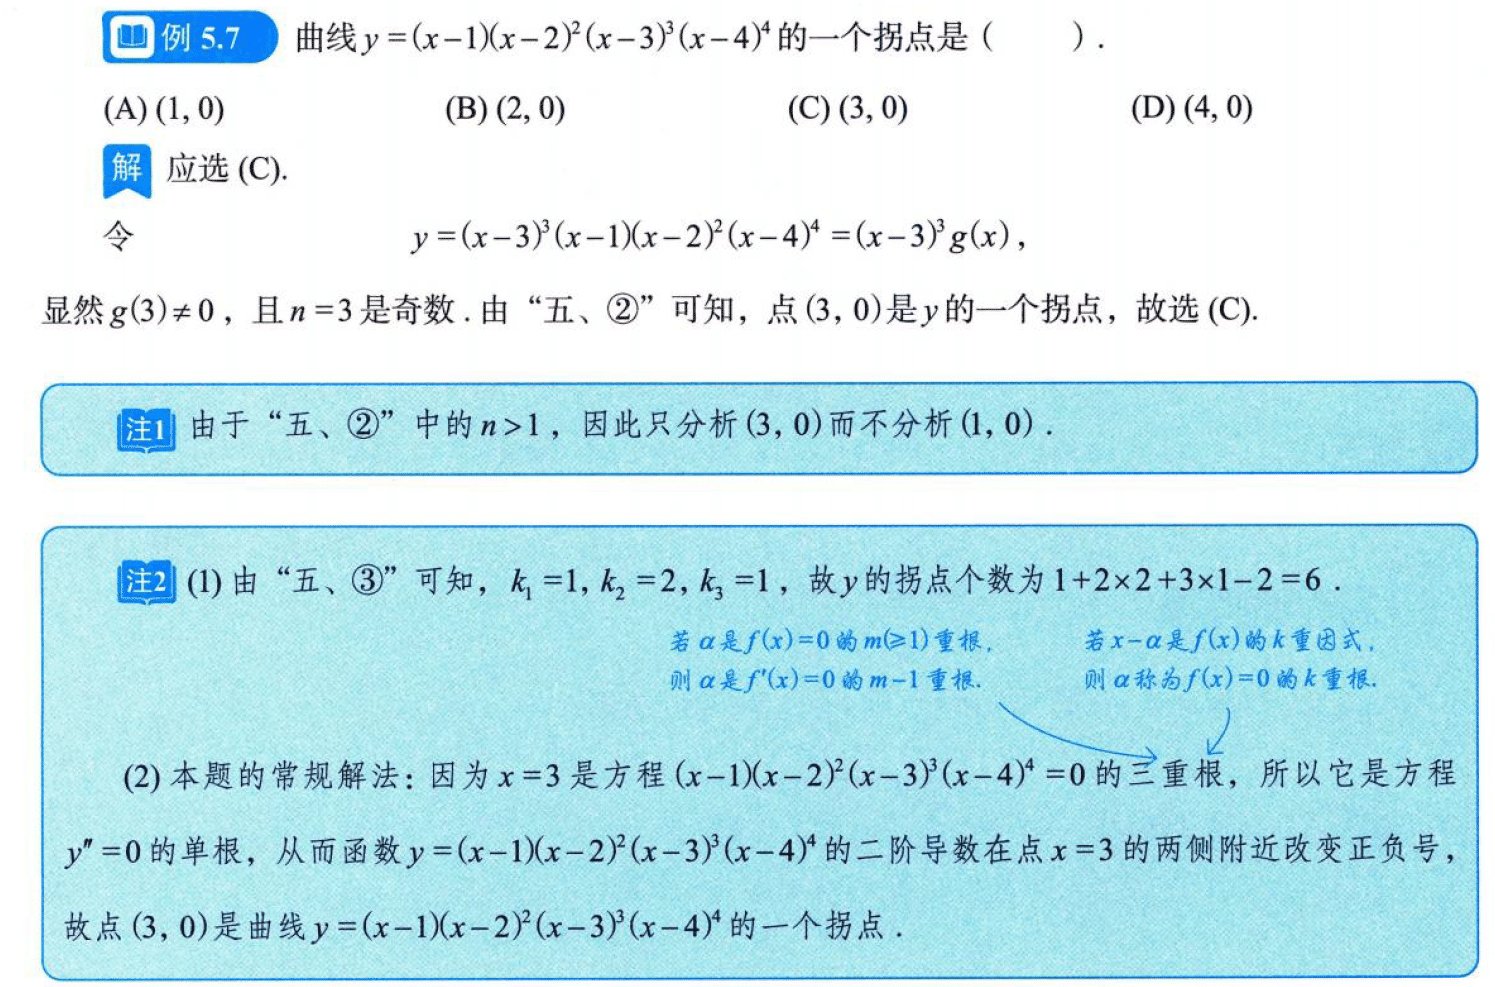 例 5.7 曲线 y=(x−1)(x−2)²(x−3)³(x−4)⁴ 的一个拐点是( ).
(A) (1, 0) (B) (2, 0) (C) (3, 0) (D) (4, 0)
解 应选 (C).
令 y=(x−3)³(x−1)(x−2)²(x−4)⁴=(x−3)³g(x),
显然 g(3)≠0, 且 n=3 是奇数. 由“五、②”可知, 点 (3, 0) 是 y 的一个拐点, 故选 (C).
注1 由于“五、②”中的 n>1, 因此只分析 (3, 0) 而不分析 (1, 0).
注2 (1) 由“五、③”可知, k₁=1, k₂=2, k₃=1, 故 y 的拐点个数为 1+2×2+3×1−2=6.
若 α 是 f(x)=0 的 m(≥1) 重根, 若 x−α 是 f(x) 的 k 重因式,
则 α 是 f′(x)=0 的 m−1 重根. 则 α 称为 f(x)=0 的 k 重根.
(2) 本题的常规解法: 因为 x=3 是方程 (x−1)(x−2)²(x−3)³(x−4)⁴=0 的三重根, 所以它是方程
y″=0 的单根, 从而函数 y=(x−1)(x−2)²(x−3)³(x−4)⁴ 的二阶导数在点 x=3 的两侧附近改变正负号,
故点 (3, 0) 是曲线 y=(x−1)(x−2)²(x−3)³(x−4)⁴ 的一个拐点.